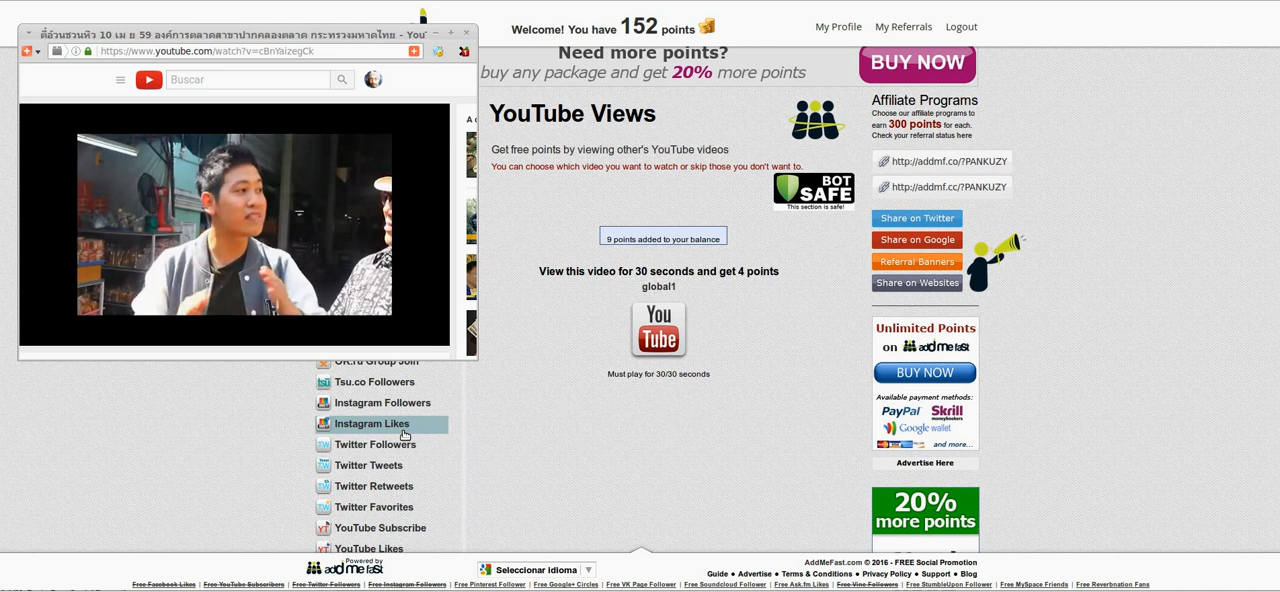 Welcome! You have 152 points
My Profile
My Referrals
Logout
ตี๋อ้วนชวนหิว 10 เม ย 59 องค์การตลาดสาขาปากคลองตลาด กระทรวงมหาดไทย - You
https://www.youtube.com/watch?v=cBnYaizegCk
Buscar
Need more points?
buy any package and get 20% more points
BUY NOW
YouTube Views
Get free points by viewing other's YouTube videos
You can choose which video you want to watch or skip those you don't want to.
BOT
SAFE
This section is safe!
9 points added to your balance
View this video for 30 seconds and get 4 points
global1
You
Tube
Must play for 30/30 seconds
Affiliate Programs
Choose our affiliate programs to
earn 300 points for each.
Check your referral status here
http://addmf.co/?PANKUZY
http://addmf.cc/?PANKUZY
Share on Twitter
Share on Google
Referral Banners
Share on Websites
Unlimited Points
on addmefast
BUY NOW
Available payment methods:
PayPal Skrill
moneybookers
Google wallet
and more...
Advertise Here
20%
more points
OK.ru Group Join
tsu Tsu.co Followers
Instagram Followers
Instagram Likes
Twitter Followers
Twitter Tweets
Twitter Retweets
Twitter Favorites
YouTube Subscribe
YouTube Likes
Powered by
addmefast
Seleccionar idioma ▼
AddMeFast.com © 2016 - FREE Social Promotion
Guide ● Advertise ● Terms & Conditions ● Privacy Policy ● Support ● Blog
Free Facebook Likes | Free YouTube Subscribers | Free Twitter Followers | Free Instagram Followers | Free Pinterest Follower | Free Google+ Circles | Free VK Page Follower | Free Soundcloud Follower | Free Ask.fm Likes | Free Vine Followers | Free StumbleUpon Follower | Free MySpace Friends | Free Reverbnation Fans